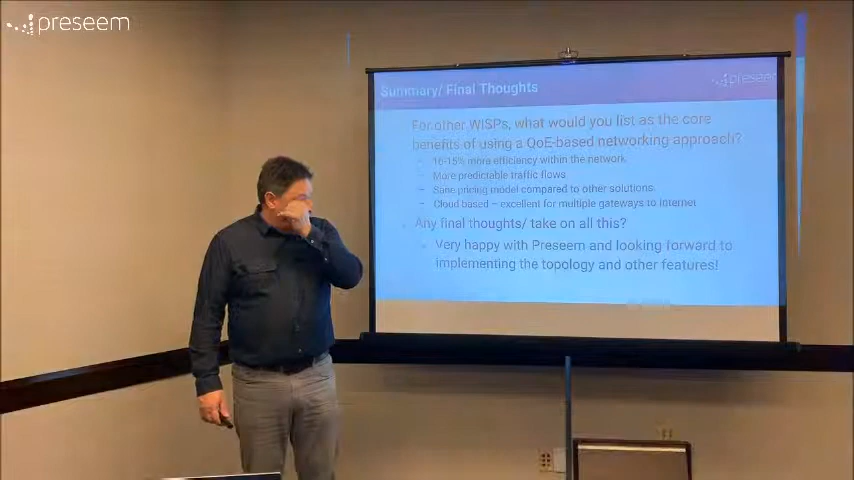 preseem
Summary/ Final Thoughts
preseem
For other WISPs, what would you list as the core
benefits of using a QoE-based networking approach?
10-15% more efficiency within the network
More predictable traffic flows
Sane pricing model compared to other solutions
Cloud based – excellent for multiple gateways to internet
Any final thoughts/ take on all this?
Very happy with Preseem and looking forward to
implementing the topology and other features!